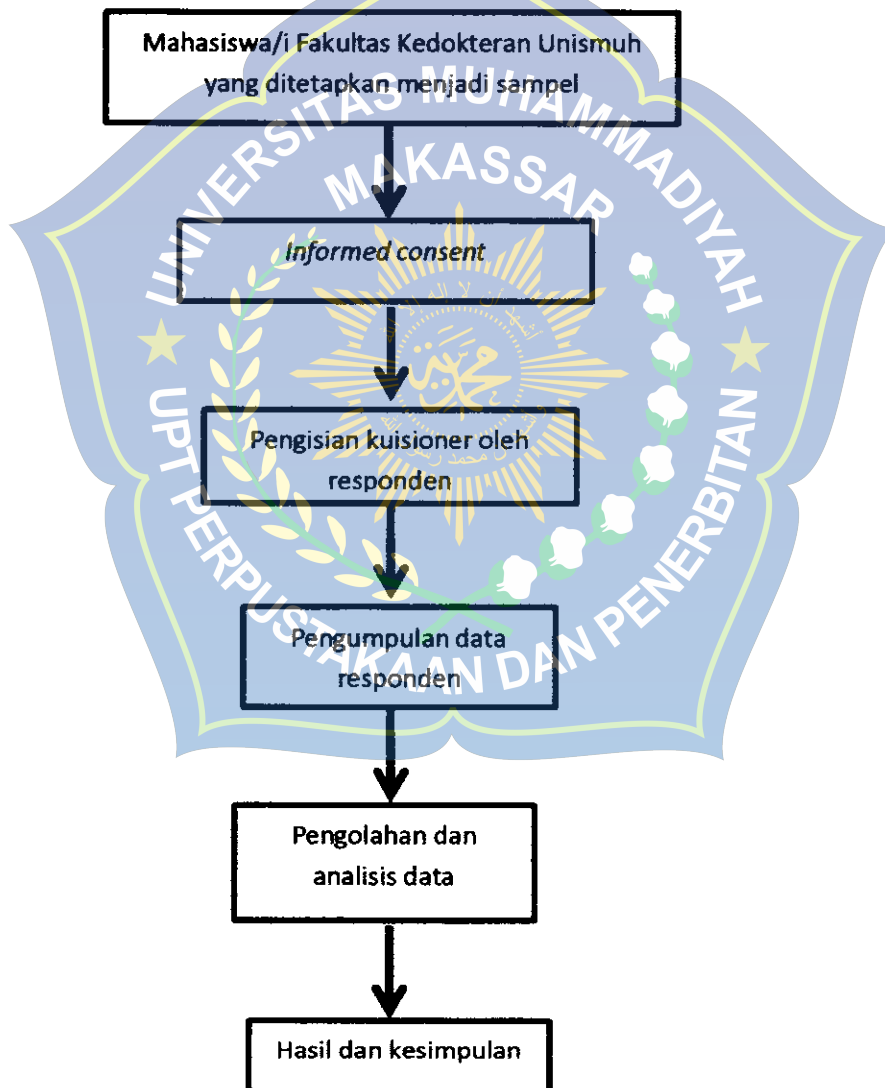 Mahasiswa/i Fakultas Kedokteran Unismuh
yang ditetapkan menjadi sampel
UNIVERSITAS MUHAMMADIYAH
MAKASSAR
Informed consent
Pengisian kuisioner oleh
responden
Pengumpulan data
responden
UPT PERPUSTAKAAN DAN PENERBITAN
Pengolahan dan
analisis data
Hasil dan kesimpulan